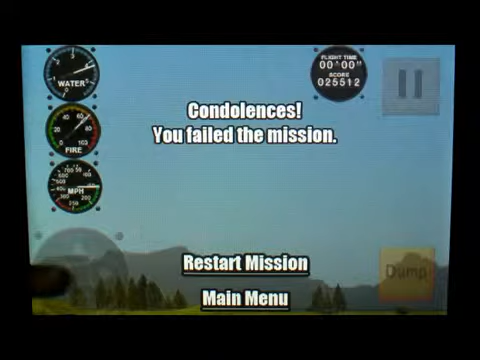 WATER
FLIGHT TIME
00'00"
SCORE
025512
Condolences!
You failed the mission.
FIRE
MPH
Restart Mission
Dump
Main Menu